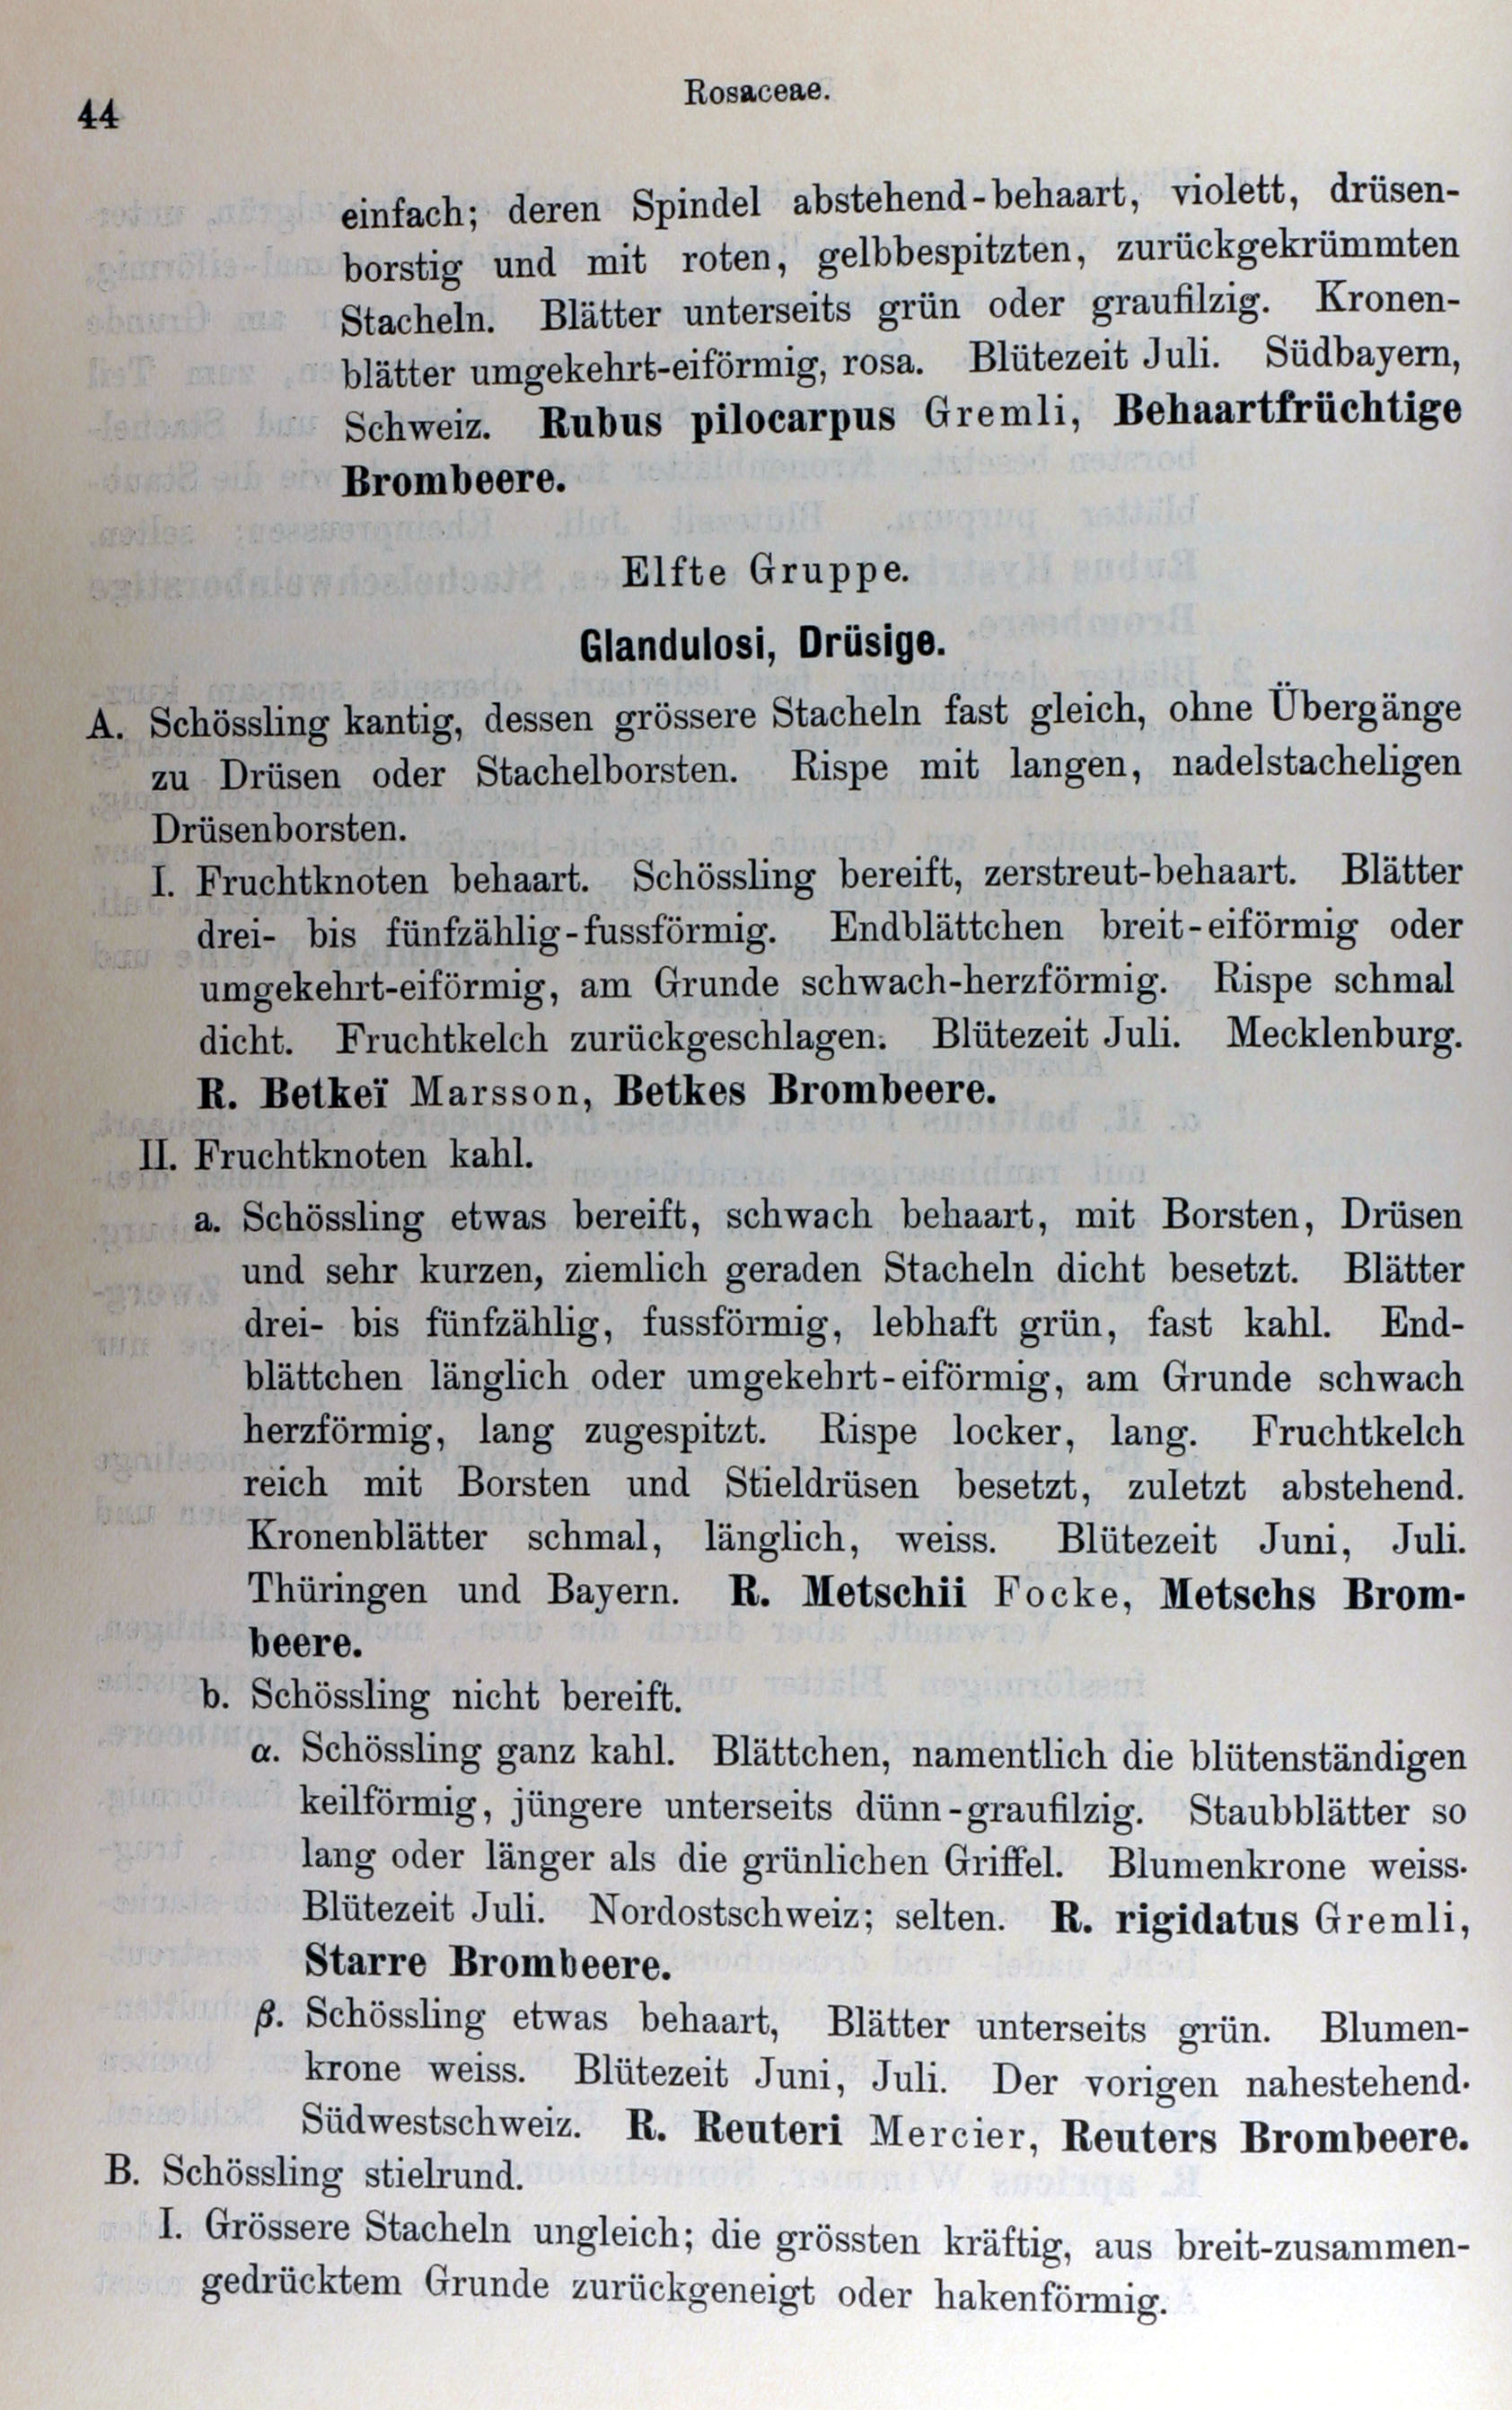 44
Rosaceae.
einfach; deren Spindel abstehend-behaart, violett, drüsen-
borstig und mit roten, gelbbespitzten, zurückgekrümmten
Stacheln. Blätter unterseits grün oder graufilzig. Kronen-
blätter umgekehrt-eiförmig, rosa. Blütezeit Juli. Südbayern,
Schweiz. Rubus pilocarpus Gremli, Behaartfrüchtige
Brombeere.
Elfte Gruppe.
Glandulosi, Drüsige.
A. Schössling kantig, dessen grössere Stacheln fast gleich, ohne Übergänge
zu Drüsen oder Stachelborsten. Rispe mit langen, nadelstacheligen
Drüsenborsten.
I. Fruchtknoten behaart. Schössling bereift, zerstreut-behaart. Blätter
drei- bis fünfzählig-fussförmig. Endblättchen breit-eiförmig oder
umgekehrt-eiförmig, am Grunde schwach-herzförmig. Rispe schmal
dicht. Fruchtkelch zurückgeschlagen. Blütezeit Juli. Mecklenburg.
R. Betkeï Marsson, Betkes Brombeere.
II. Fruchtknoten kahl.
a. Schössling etwas bereift, schwach behaart, mit Borsten, Drüsen
und sehr kurzen, ziemlich geraden Stacheln dicht besetzt. Blätter
drei- bis fünfzählig, fussförmig, lebhaft grün, fast kahl. End-
blättchen länglich oder umgekehrt-eiförmig, am Grunde schwach
herzförmig, lang zugespitzt. Rispe locker, lang. Fruchtkelch
reich mit Borsten und Stieldrüsen besetzt, zuletzt abstehend.
Kronenblätter schmal, länglich, weiss. Blütezeit Juni, Juli.
Thüringen und Bayern. R. Metschii Focke, Metschs Brom-
beere.
b. Schössling nicht bereift.
α. Schössling ganz kahl. Blättchen, namentlich die blütenständigen
keilförmig, jüngere unterseits dünn-graufilzig. Staubblätter so
lang oder länger als die grünlichen Griffel. Blumenkrone weiss.
Blütezeit Juli. Nordostschweiz; selten. R. rigidatus Gremli,
Starre Brombeere.
β. Schössling etwas behaart, Blätter unterseits grün. Blumen-
krone weiss. Blütezeit Juni, Juli. Der vorigen nahestehend.
Südwestschweiz. R. Reuteri Mercier, Reuters Brombeere.
B. Schössling stielrund.
I. Grössere Stacheln ungleich; die grössten kräftig, aus breit-zusammen-
gedrücktem Grunde zurückgeneigt oder hakenförmig.